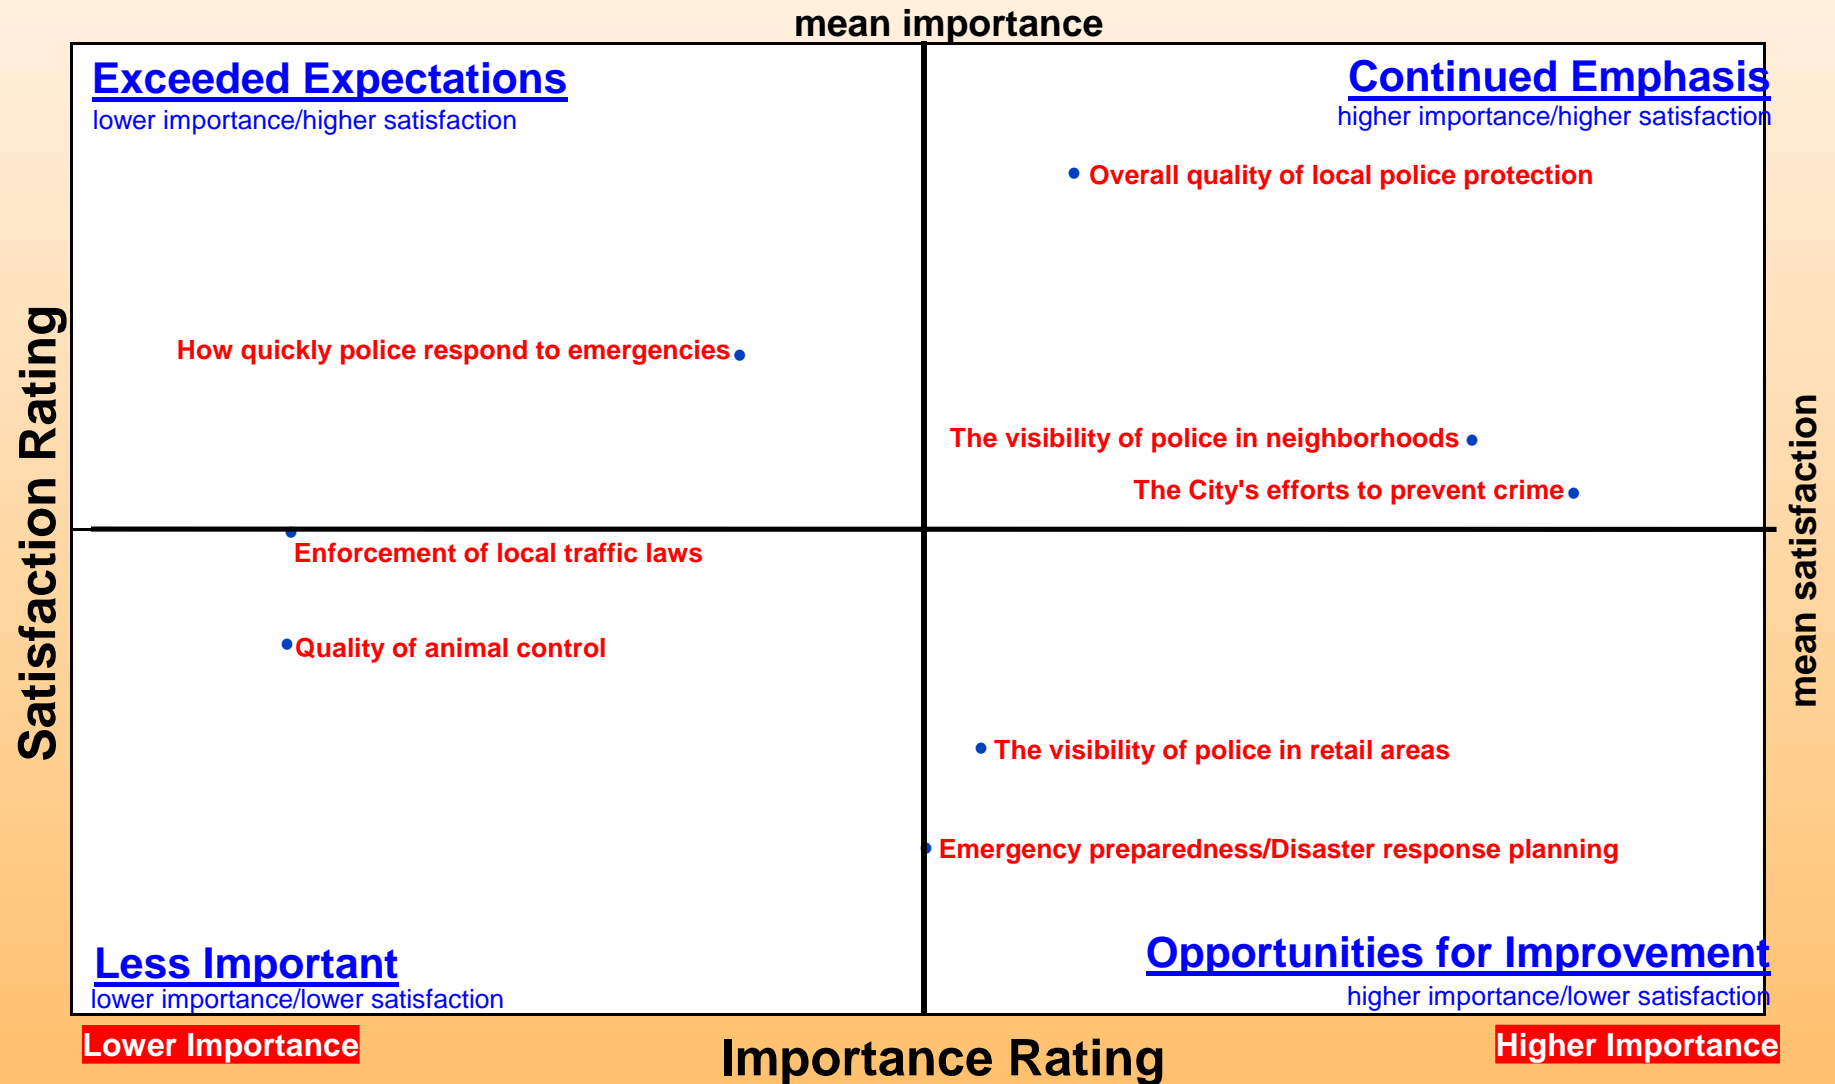 mean importance
Exceeded Expectations
lower importance/higher satisfaction
Continued Emphasis
higher importance/higher satisfaction
Overall quality of local police protection
How quickly police respond to emergencies
The visibility of police in neighborhoods
The City's efforts to prevent crime
Satisfaction Rating
mean satisfaction
Enforcement of local traffic laws
Quality of animal control
The visibility of police in retail areas
Emergency preparedness/Disaster response planning
Less Important
lower importance/lower satisfaction
Opportunities for Improvement
higher importance/lower satisfaction
Lower Importance
Importance Rating
Higher Importance